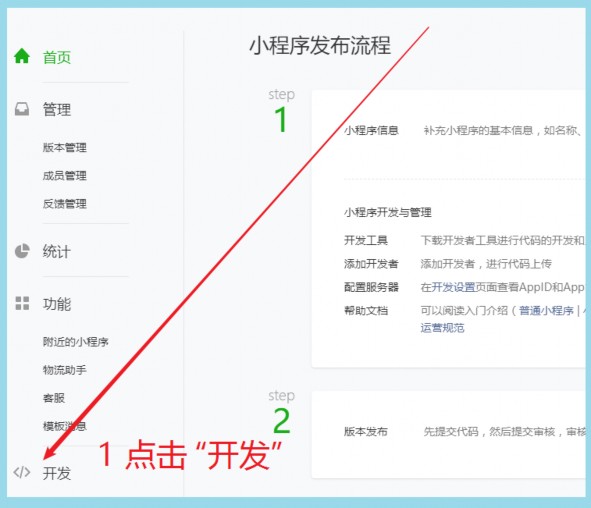 首页
管理
版本管理
成员管理
反馈管理
统计
功能
附近的小程序
物流助手
客服
模板消息
</> 开发
小程序发布流程
step
1
小程序信息 补充小程序的基本信息，如名称、
小程序开发与管理
开发工具 下载开发者工具进行代码的开发和
添加开发者 添加开发者，进行代码上传
配置服务器 在开发设置页面查看AppID和App
帮助文档 可以阅读入门介绍（普通小程序 |
运营规范
step
2
版本发布 先提交代码，然后提交审核，审核
1 点击 “开发”